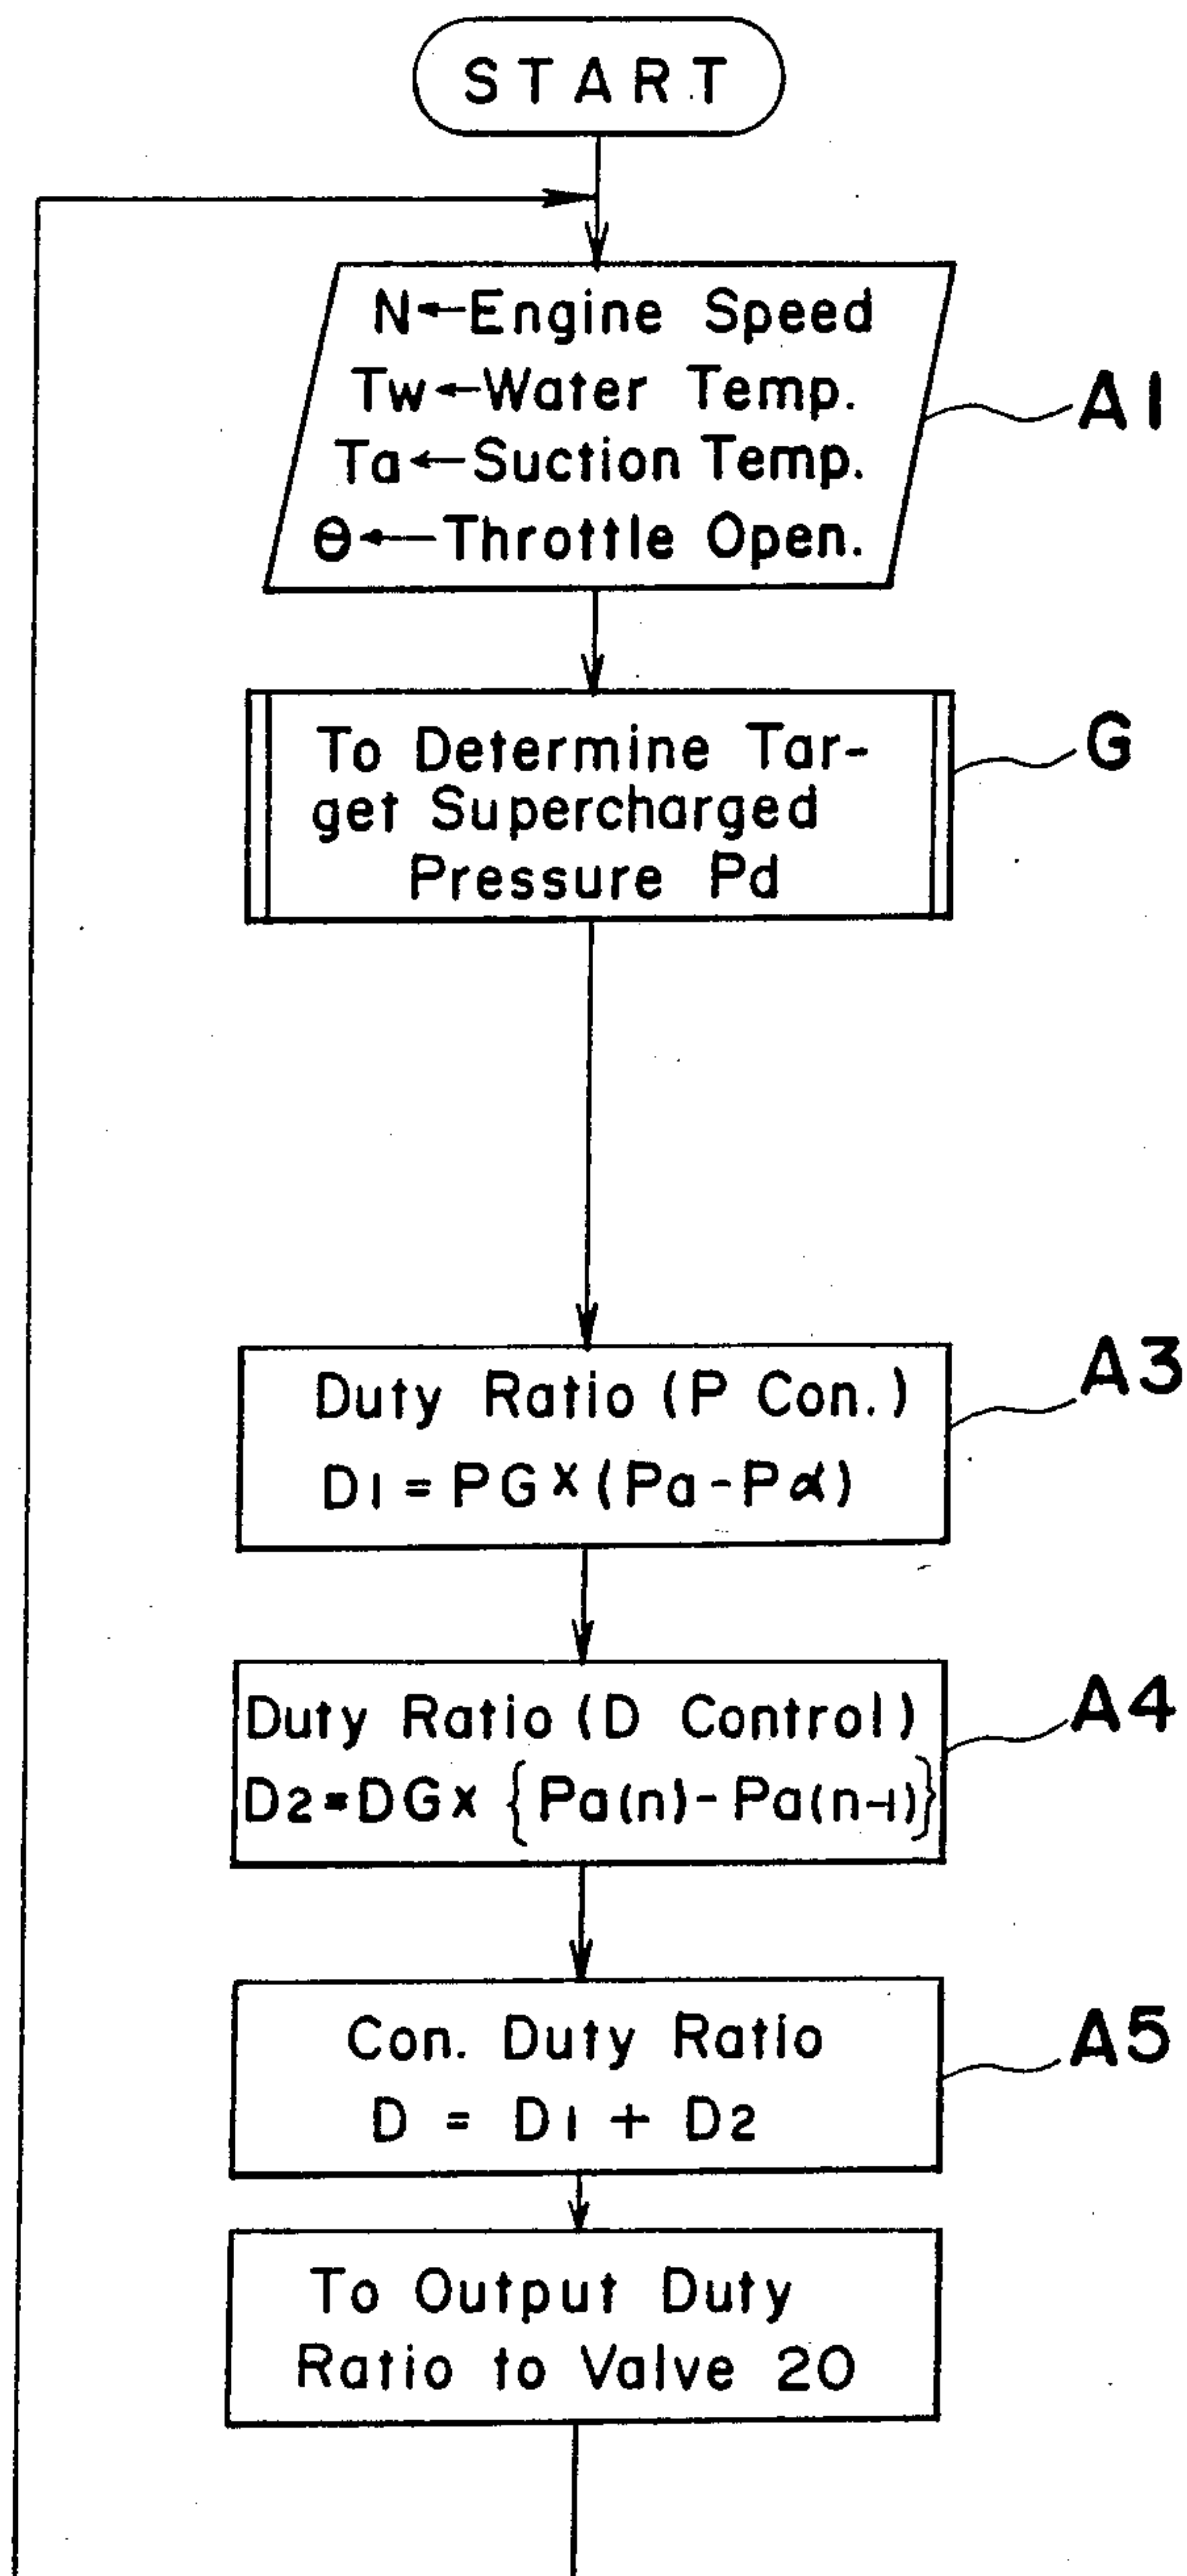 START
N←Engine Speed
Tw←Water Temp.
Ta←Suction Temp.
θ←Throttle Open.
A1
To Determine Tar-
get Supercharged
Pressure Pd
G
Duty Ratio (P Con.)
D1 = PG × (Pa - Pα)
A3
Duty Ratio (D Control)
D2 = DG × {Pa(n) - Pa(n-1)}
A4
Con. Duty Ratio
D = D1 + D2
A5
To Output Duty
Ratio to Valve 20